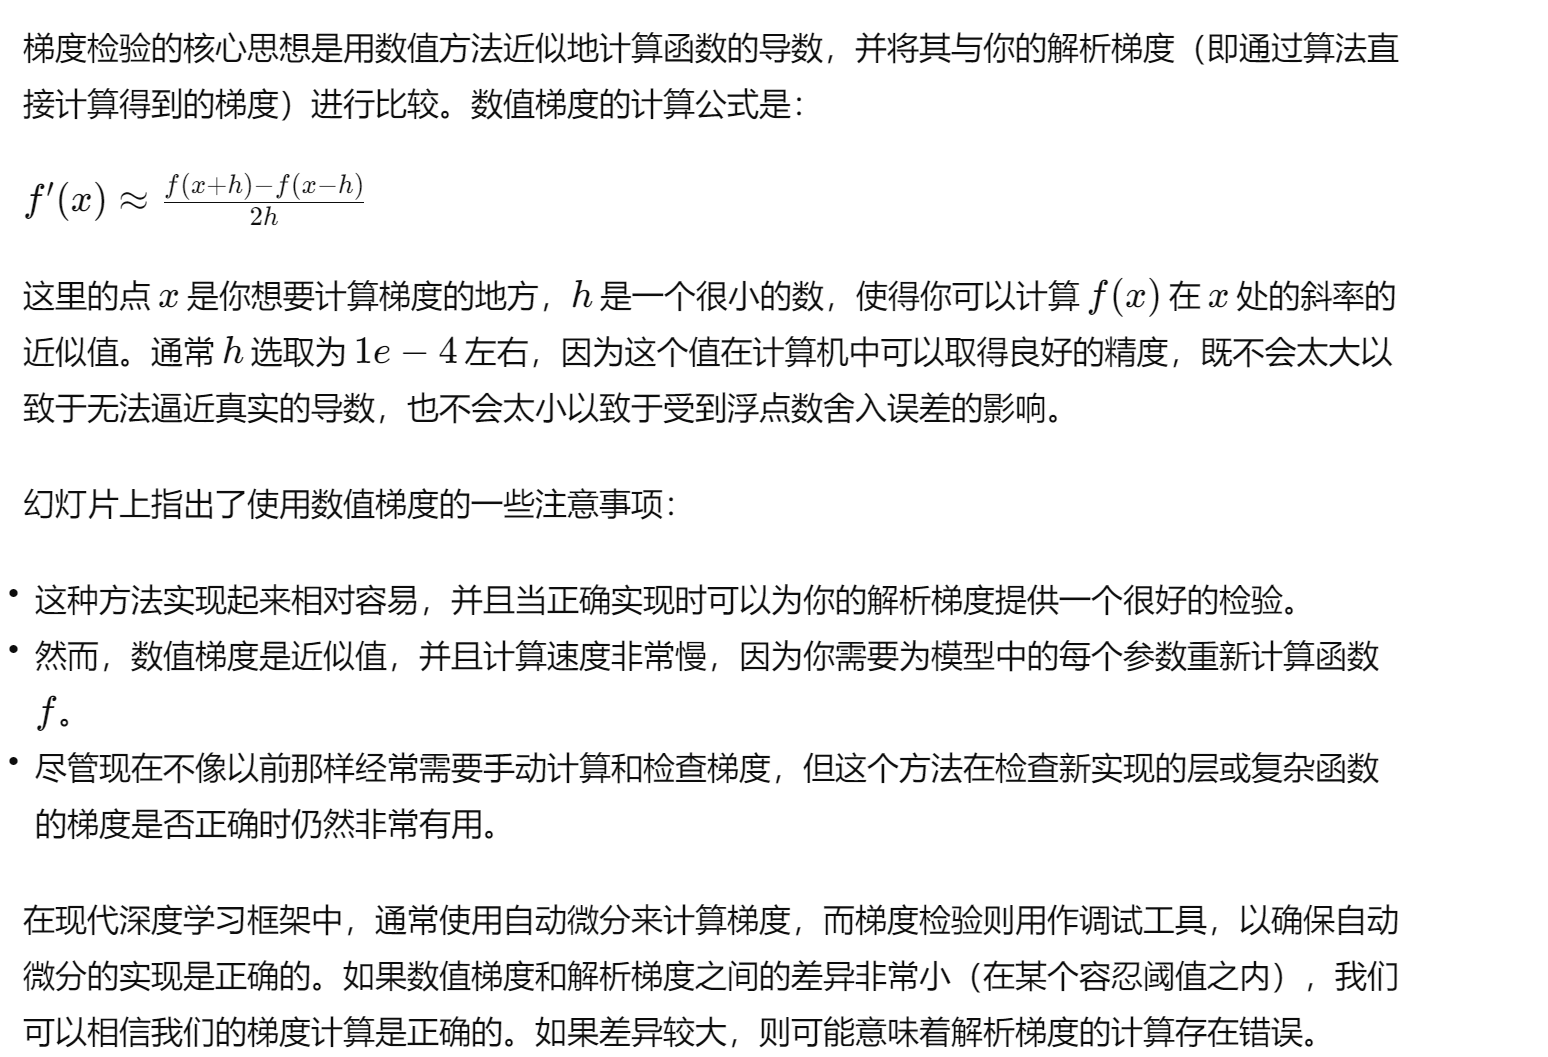 梯度检验的核心思想是用数值方法近似地计算函数的导数，并将其与你的解析梯度（即通过算法直
接计算得到的梯度）进行比较。数值梯度的计算公式是：
f′(x) ≈ \frac{f(x+h)−f(x−h)}{2h}
这里的点 x 是你想要计算梯度的地方，h 是一个很小的数，使得你可以计算 f(x) 在 x 处的斜率的
近似值。通常 h 选取为 1e − 4 左右，因为这个值在计算机中可以取得良好的精度，既不会太大以
致于无法逼近真实的导数，也不会太小以致于受到浮点数舍入误差的影响。
幻灯片上指出了使用数值梯度的一些注意事项：
• 这种方法实现起来相对容易，并且当正确实现时可以为你的解析梯度提供一个很好的检验。
• 然而，数值梯度是近似值，并且计算速度非常慢，因为你需要为模型中的每个参数重新计算函数
f。
• 尽管现在不像以前那样经常需要手动计算和检查梯度，但这个方法在检查新实现的层或复杂函数
的梯度是否正确时仍然非常有用。
在现代深度学习框架中，通常使用自动微分来计算梯度，而梯度检验则用作调试工具，以确保自动
微分的实现是正确的。如果数值梯度和解析梯度之间的差异非常小（在某个容忍阈值之内），我们
可以相信我们的梯度计算是正确的。如果差异较大，则可能意味着解析梯度的计算存在错误。